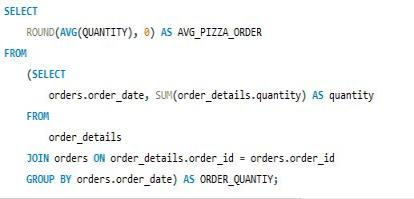 SELECT
ROUND(AVG(QUANTITY), 0) AS AVG_PIZZA_ORDER
FROM
(SELECT
orders.order_date, SUM(order_details.quantity) AS quantity
FROM
order_details
JOIN orders ON order_details.order_id = orders.order_id
GROUP BY orders.order_date) AS ORDER_QUANTIY;